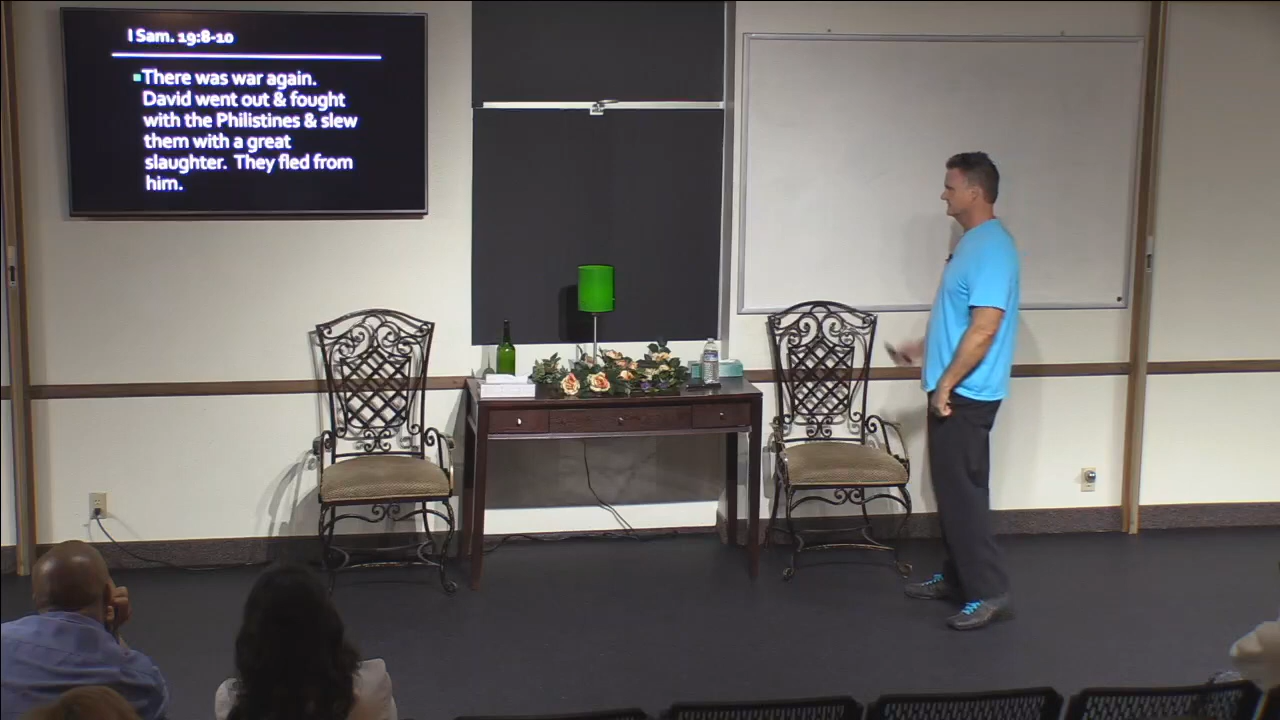 I Sam. 19:8-10
There was war again.
David went out & fought
with the Philistines & slew
them with a great
slaughter. They fled from
him.